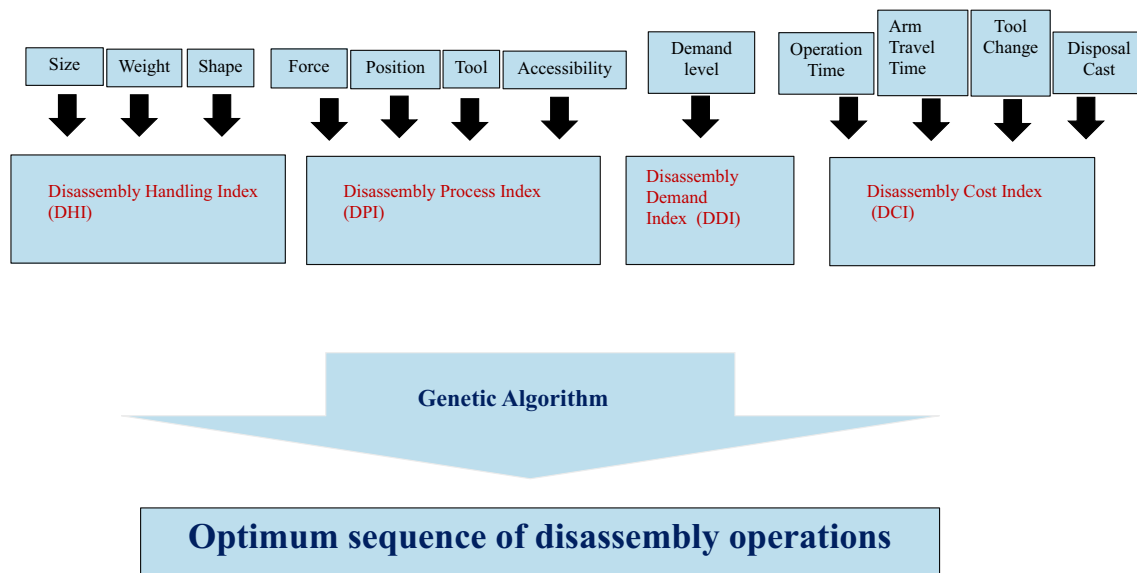 Size
Weight
Shape
Force
Position
Tool
Accessibility
Demand
level
Operation
Time
Arm
Travel
Time
Tool
Change
Disposal
Cast
Disassembly Handling Index
(DHI)
Disassembly Process Index
(DPI)
Disassembly
Demand
Index (DDI)
Disassembly Cost Index
(DCI)
Genetic Algorithm
Optimum sequence of disassembly operations